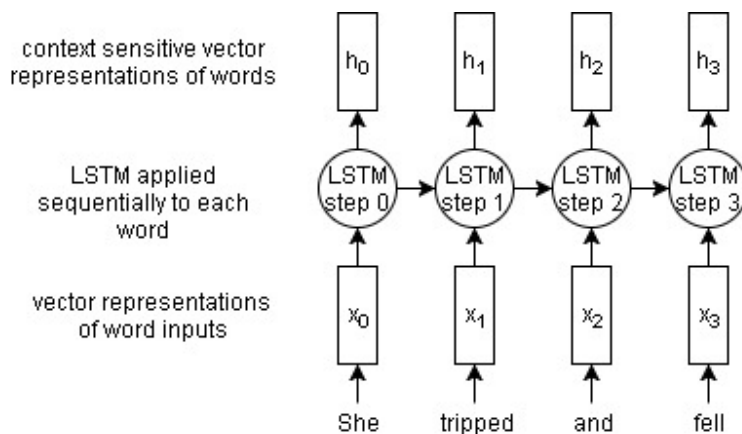 context sensitive vector
representations of words
h₀ h₁ h₂ h₃
LSTM applied
sequentially to each
word
LSTM
step 0
LSTM
step 1
LSTM
step 2
LSTM
step 3
vector representations
of word inputs
x₀ x₁ x₂ x₃
She tripped and fell